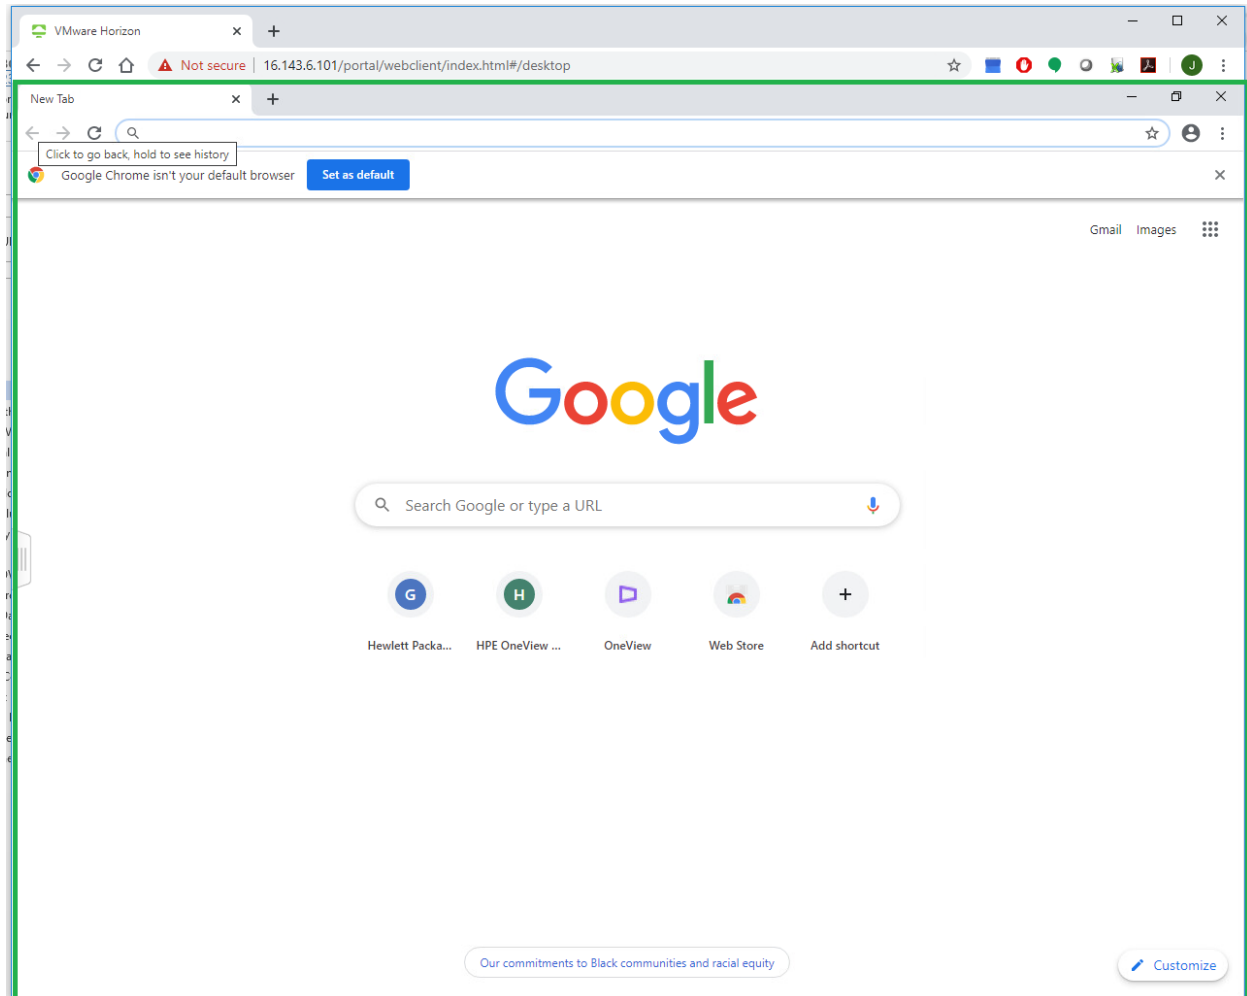 VMware Horizon
Not secure | 16.143.6.101/portal/webclient/index.html#/desktop
J
New Tab
Click to go back, hold to see history
Google Chrome isn't your default browser
Set as default
Gmail Images
Google
Search Google or type a URL
G H
Hewlett Packa... HPE OneView ... OneView Web Store Add shortcut
Our commitments to Black communities and racial equity
Customize